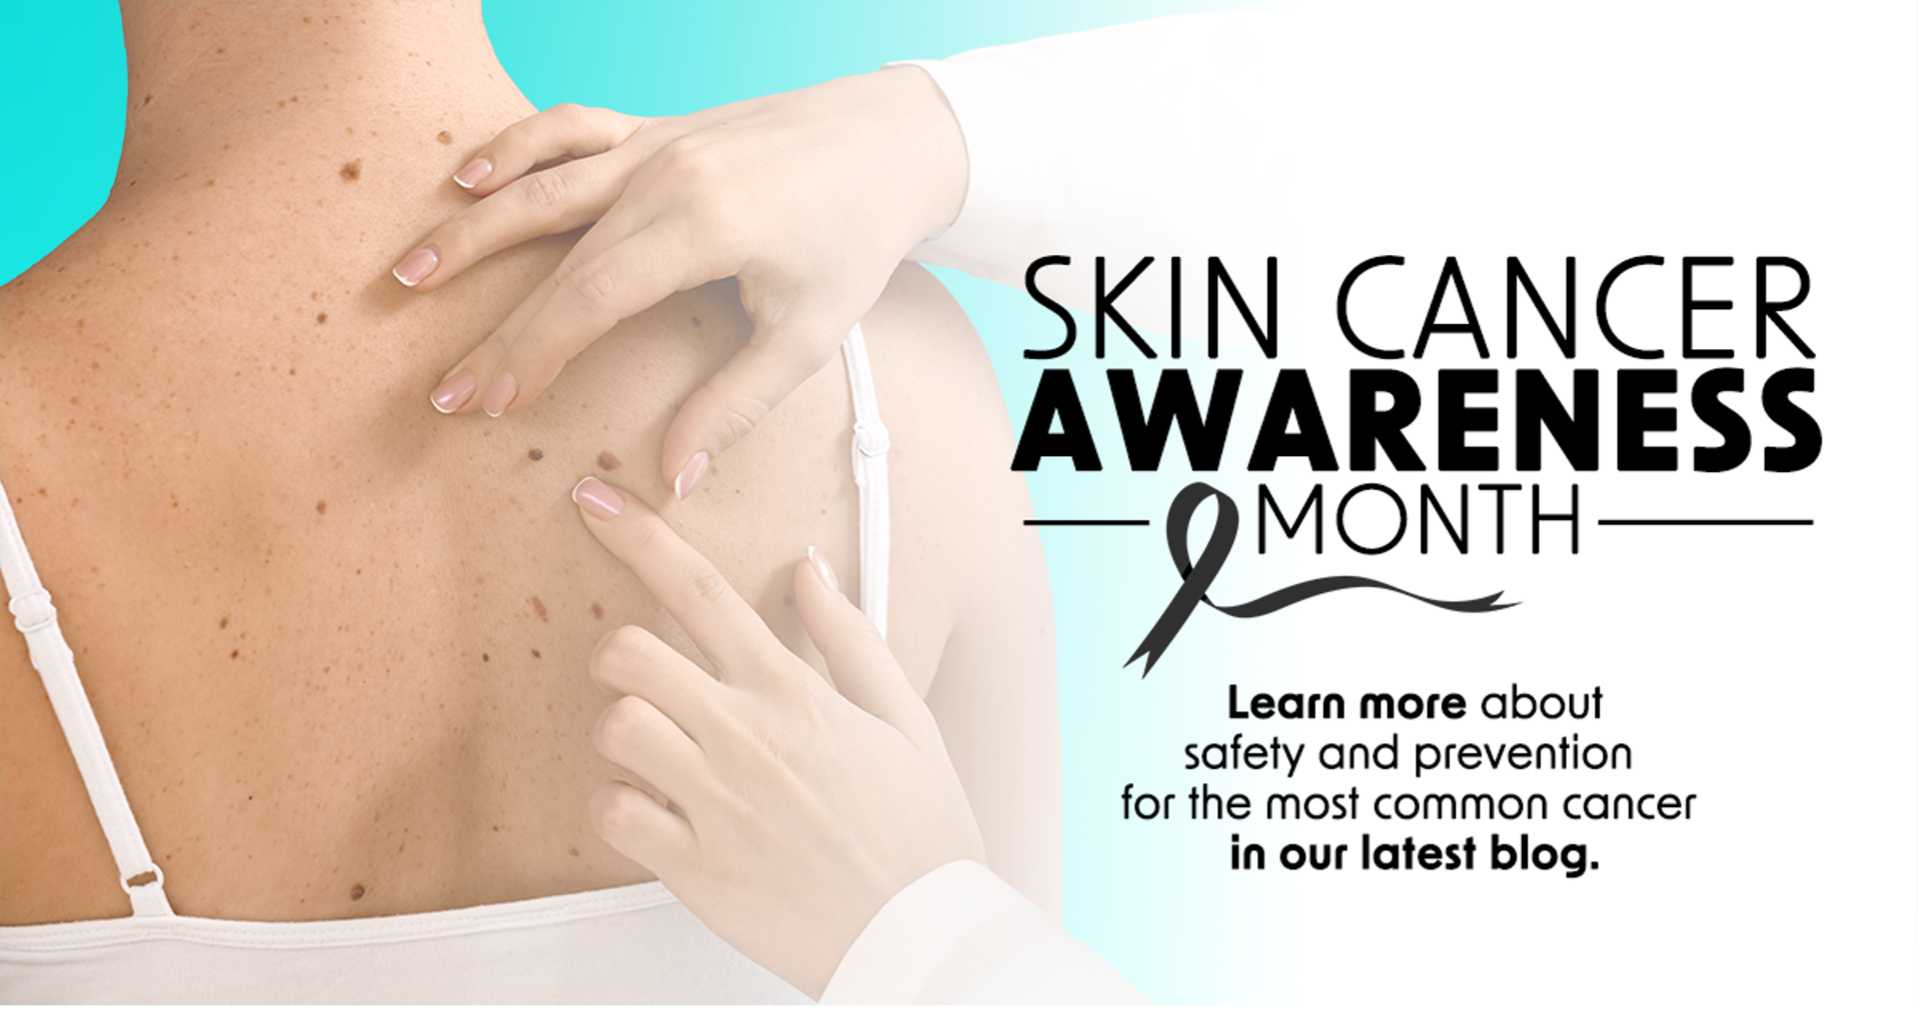 SKIN CANCER
AWARENESS
MONTH
Learn more about
safety and prevention
for the most common cancer
in our latest blog.